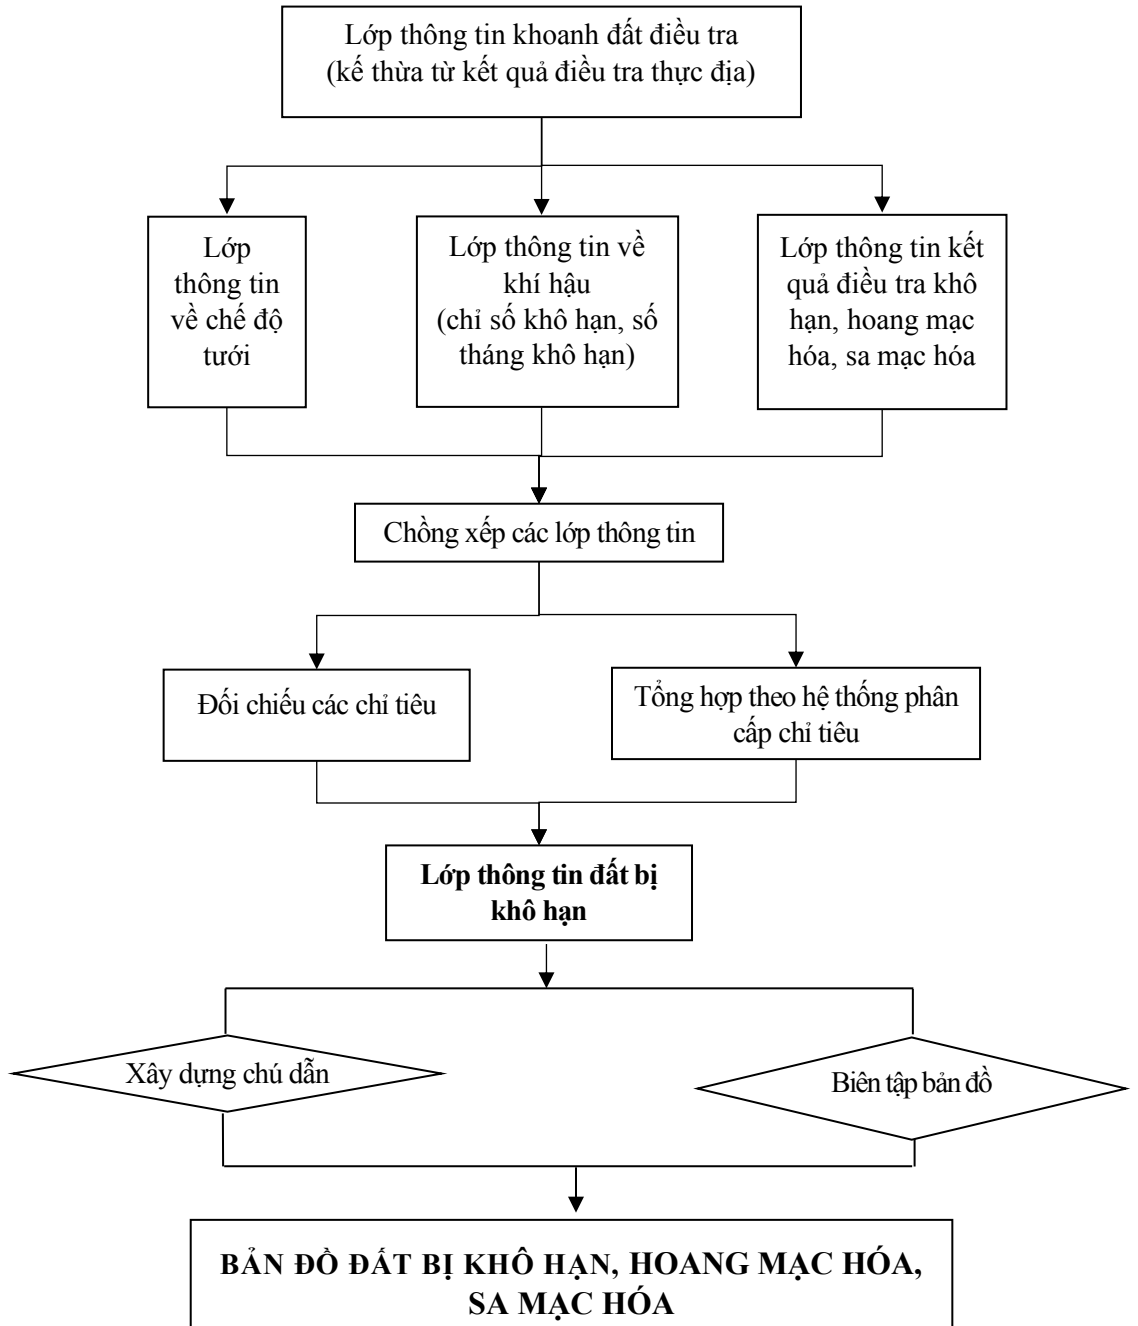 Lớp thông tin khoanh đất điều tra
(kế thừa từ kết quả điều tra thực địa)
Lớp
thông tin
về chế độ
tưới
Lớp thông tin về
khí hậu
(chỉ số khô hạn, số
tháng khô hạn)
Lớp thông tin kết
quả điều tra khô
hạn, hoang mạc
hóa, sa mạc hóa
Chồng xếp các lớp thông tin
Đối chiếu các chỉ tiêu
Tổng hợp theo hệ thống phân
cấp chỉ tiêu
Lớp thông tin đất bị
khô hạn
Xây dựng chú dẫn
Biên tập bản đồ
BẢN ĐỒ ĐẤT BỊ KHÔ HẠN, HOANG MẠC HÓA,
SA MẠC HÓA